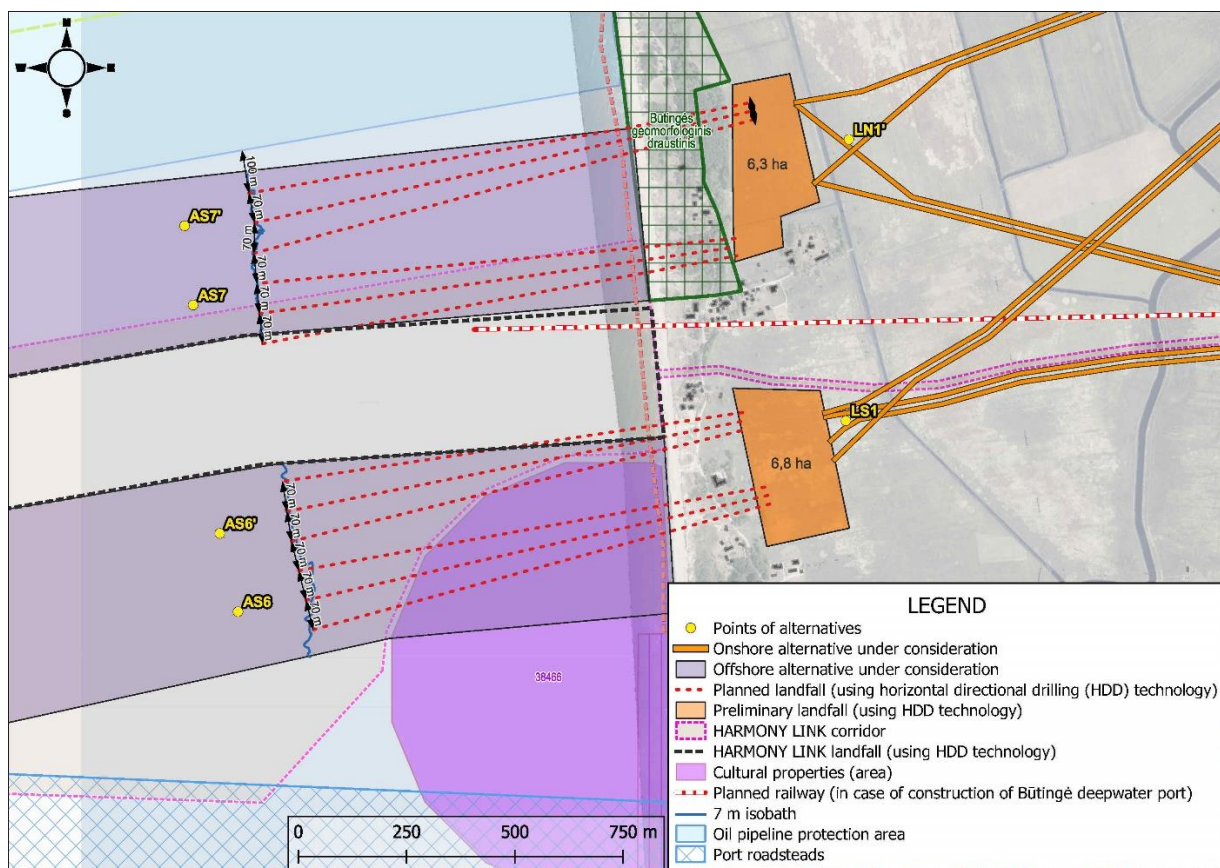 W
S
Būtingės
geomorfologinis
draustinis
LN1'
6,3 ha
100 m
70 m
70 m
70 m
70 m
70 m
AS7'
AS7
LS1
6,8 ha
70 m
70 m
70 m
70 m
70 m
AS6'
AS6
38466
0 250 500 750 m
LEGEND
Points of alternatives
Onshore alternative under consideration
Offshore alternative under consideration
Planned landfall (using horizontal directional drilling (HDD) technology)
Preliminary landfall (using HDD technology)
HARMONY LINK corridor
HARMONY LINK landfall (using HDD technology)
Cultural properties (area)
Planned railway (in case of construction of Būtingė deepwater port)
7 m isobath
Oil pipeline protection area
Port roadsteads